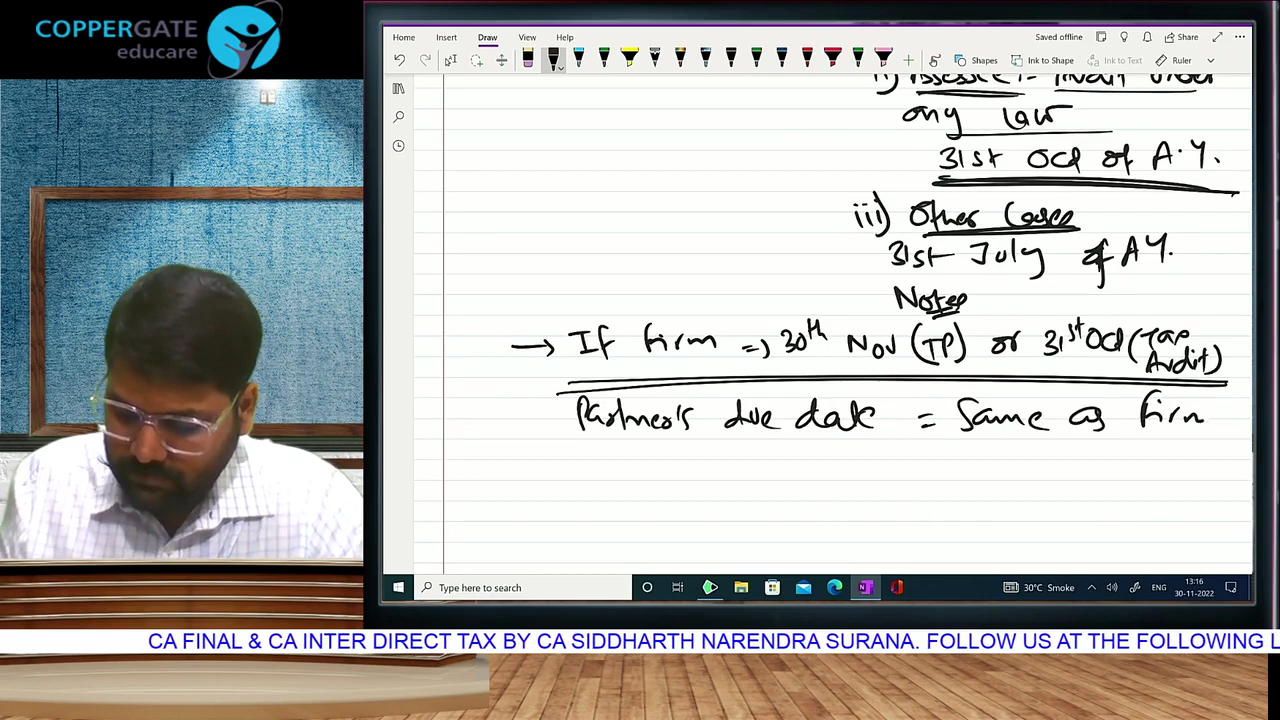 COPPERGATE
educare
Home Insert Draw View Help
Saved offline
Share
Shapes
Ink to Shape
Ink to Text
Ruler
any law
31st Oct of A.Y.
iii) Other Cases
31st July of A Y.
Notes
→ If firm => 30th Nov (TP) or 31st Oct (Tax
Audit)
Partner's due date = Same as firm
Type here to search
30°C Smoke
ENG
13:16
30-11-2022
CA FINAL & CA INTER DIRECT TAX BY CA SIDDHARTH NARENDRA SURANA. FOLLOW US AT THE FOLLOWING L